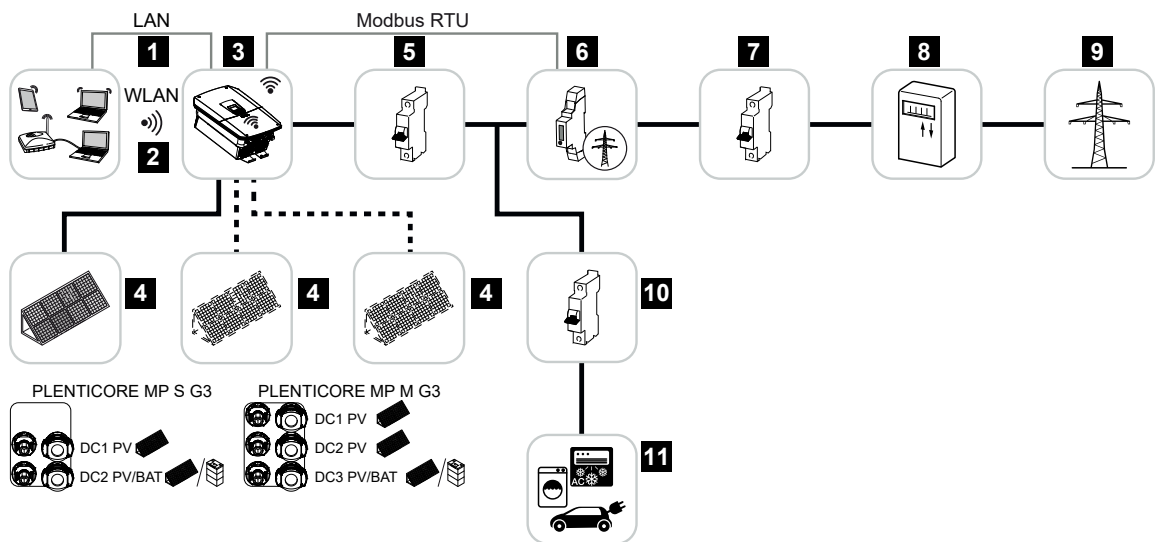 LAN
Modbus RTU
1
3
5
6
7
8
9
WLAN
2
4
4
4
10
PLENTICORE MP S G3
DC1 PV
DC2 PV/BAT
PLENTICORE MP M G3
DC1 PV
DC2 PV
DC3 PV/BAT
11
AC